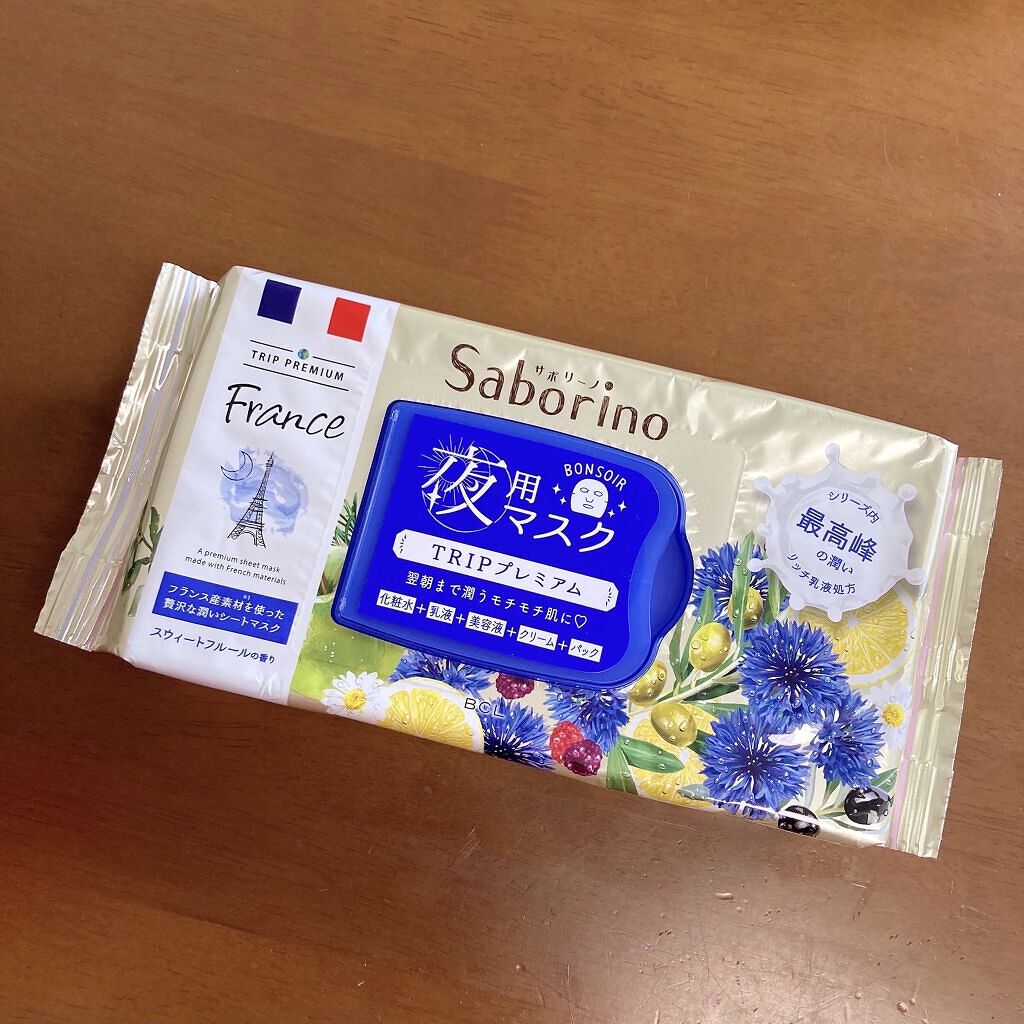 TRIP PREMIUM
France
A premium sheet mask
made with French materials
フランス産素材※1を使った
贅沢な潤いシートマスク
スウィートフルールの香り
サボリーノ
Saborino
夜用
マスク
BONSOIR
TRIPプレミアム
翌朝まで潤うモチモチ肌に♡
化粧水+乳液+美容液+クリーム+パック
BCL
シリーズ内
最高峰
の潤い
リッチ乳液処方